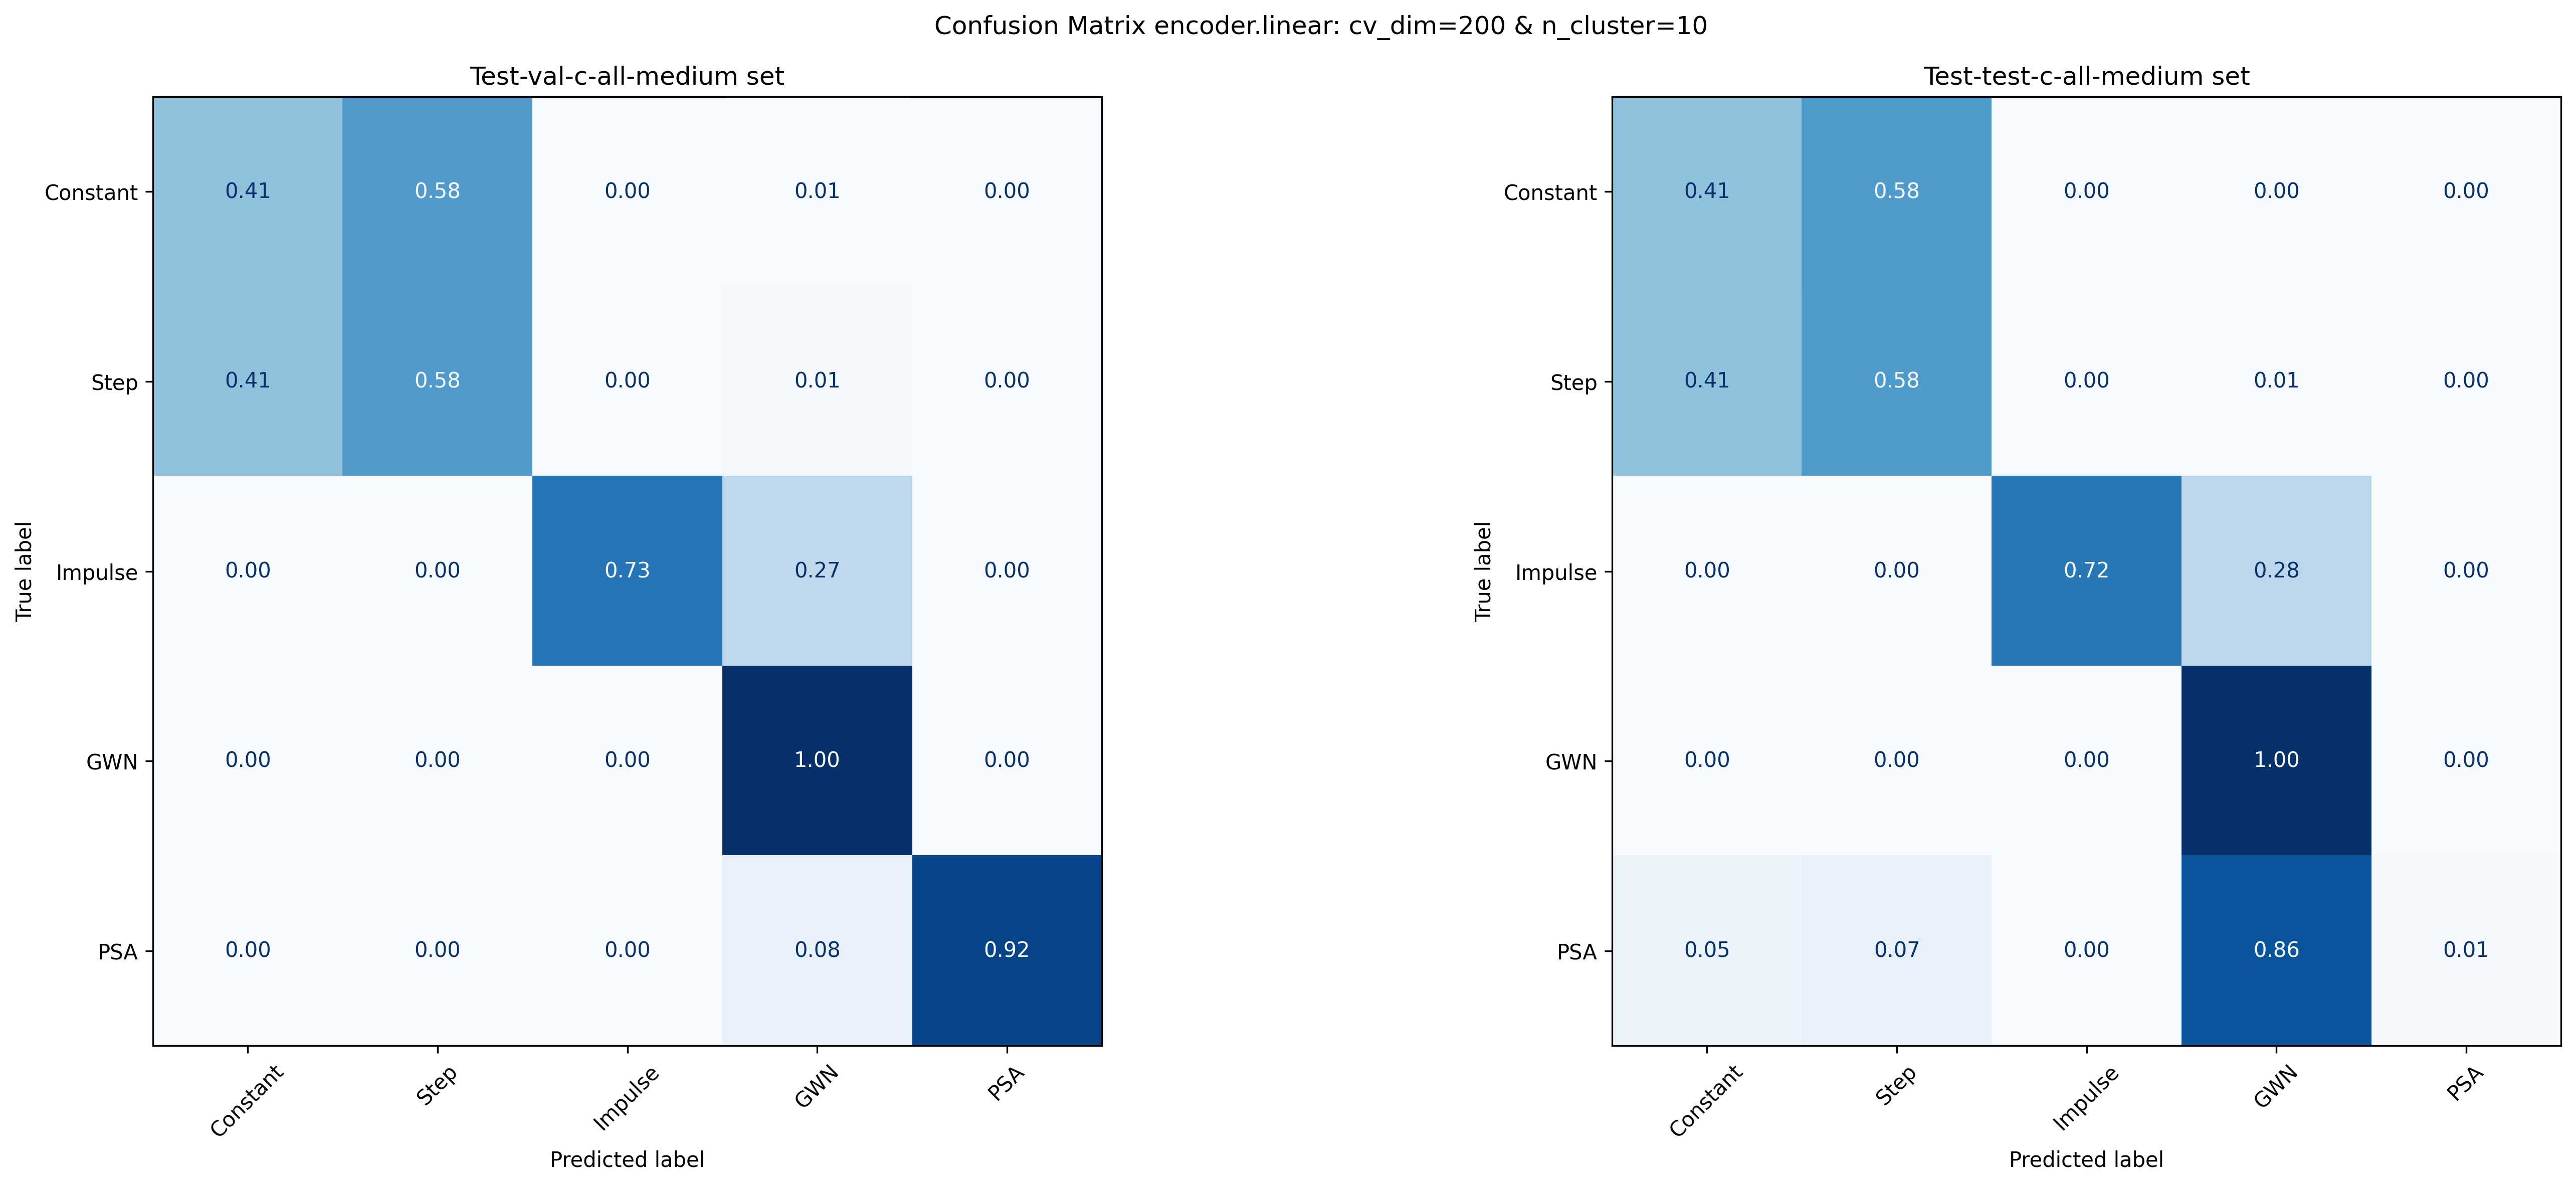 Confusion Matrix encoder.linear: cv_dim=200 & n_cluster=10
Test-val-c-all-medium set
True label
Constant 0.41 0.58 0.00 0.01 0.00
Step 0.41 0.58 0.00 0.01 0.00
Impulse 0.00 0.00 0.73 0.27 0.00
GWN 0.00 0.00 0.00 1.00 0.00
PSA 0.00 0.00 0.00 0.08 0.92
Constant Step Impulse GWN PSA
Predicted label
Test-test-c-all-medium set
True label
Constant 0.41 0.58 0.00 0.00 0.00
Step 0.41 0.58 0.00 0.01 0.00
Impulse 0.00 0.00 0.72 0.28 0.00
GWN 0.00 0.00 0.00 1.00 0.00
PSA 0.05 0.07 0.00 0.86 0.01
Constant Step Impulse GWN PSA
Predicted label